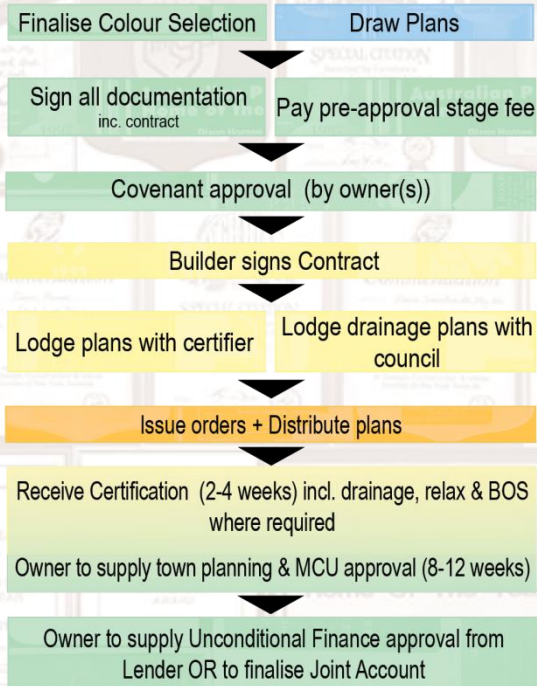 Finalise Colour Selection
Draw Plans
Sign all documentation
inc. contract
Pay pre-approval stage fee
Covenant approval (by owner(s))
Builder signs Contract
Lodge plans with certifier
Lodge drainage plans with
council
Issue orders + Distribute plans
Receive Certification (2-4 weeks) incl. drainage, relax & BOS
where required
Owner to supply town planning & MCU approval (8-12 weeks)
Owner to supply Unconditional Finance approval from
Lender OR to finalise Joint Account